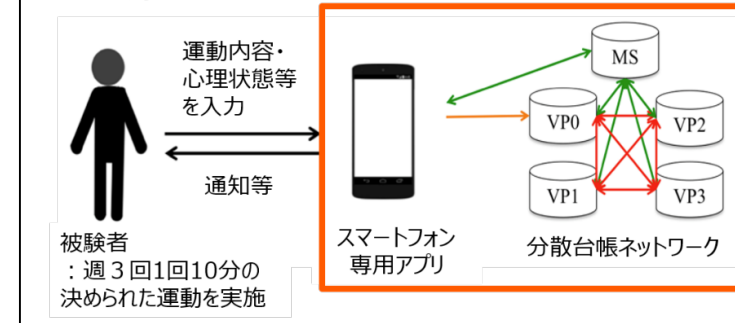 運動内容・
心理状態等
を入力
通知等
被験者
：週３回1回10分の
決められた運動を実施
スマートフォン
専用アプリ
MS
VP0
VP2
VP1
VP3
分散台帳ネットワーク